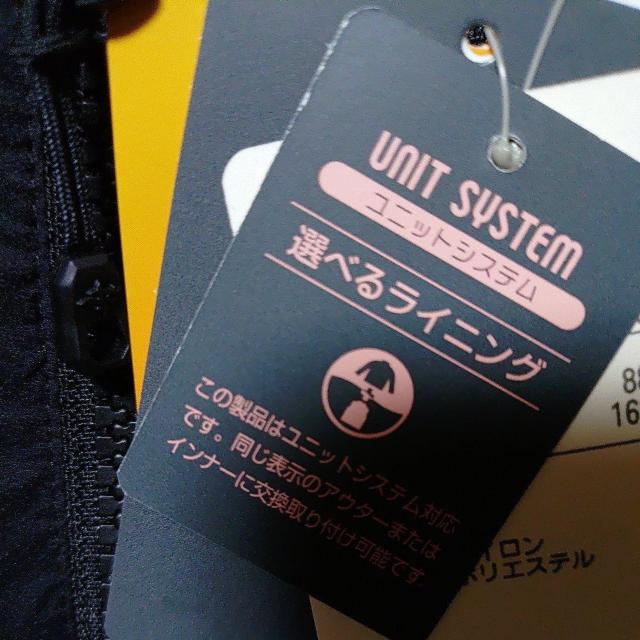 UNIT SYSTEM
ユニットシステム
選べるライニング
この製品はユニットシステム対応
です。同じ表示のアウターまたは
インナーに交換取り付け可能です
8
16
イロン
ポリエステル